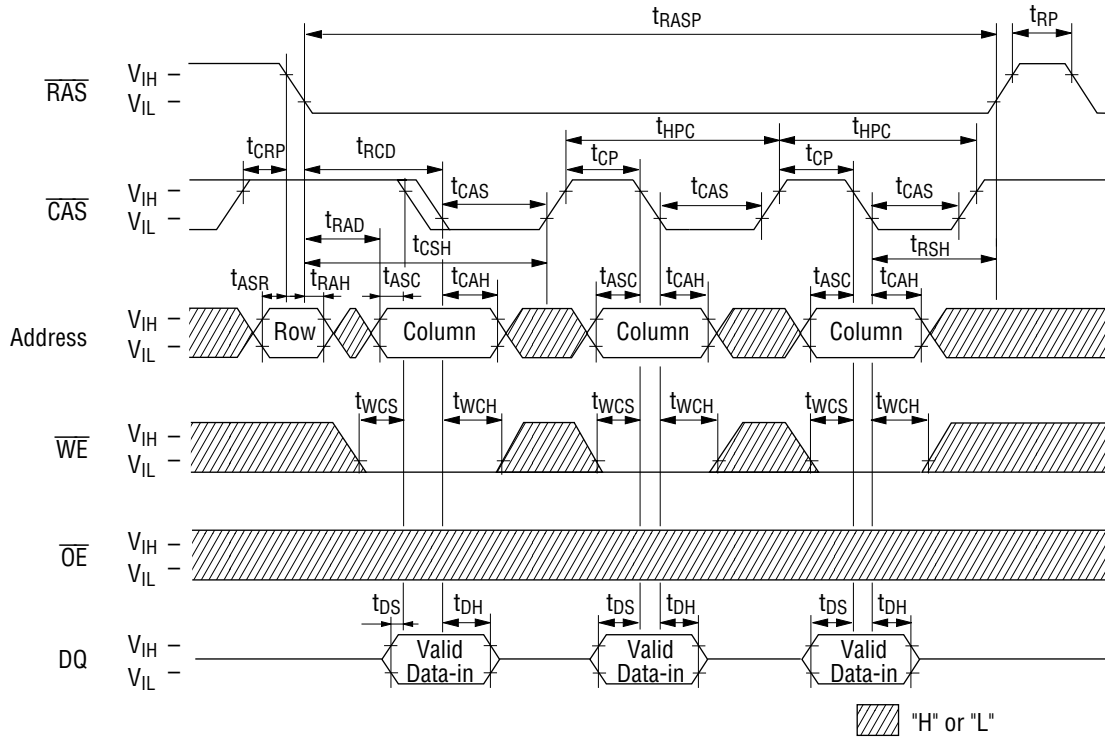 tRASP tRP
RAS VIH
VIL
tCRP tRCD tHPC tHPC
tCP tCP
CAS VIH
VIL
tCAS tCAS tCAS
tRAD tCSH tRSH
tASR tRAH tASC tCAH tASC tCAH tASC tCAH
Address VIH
VIL
Row Column Column Column
tWCS tWCH tWCS tWCH tWCS tWCH
WE VIH
VIL
OE VIH
VIL
tDS tDH tDS tDH tDS tDH
DQ VIH
VIL
Valid Data-in Valid Data-in Valid Data-in
"H" or "L"